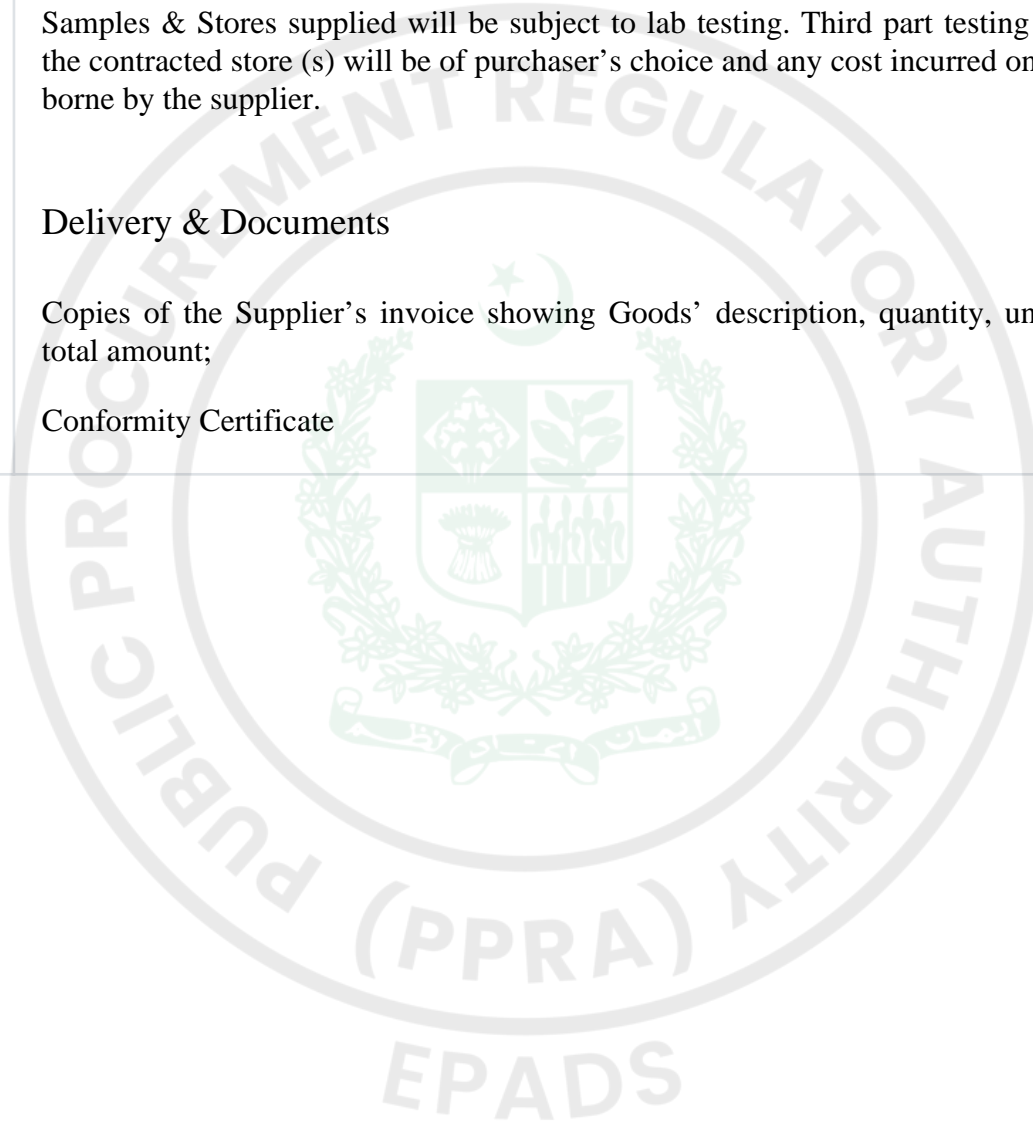 Samples & Stores supplied will be subject to lab testing. Third part testing
the contracted store (s) will be of purchaser’s choice and any cost incurred on
borne by the supplier.
Delivery & Documents
Copies of the Supplier’s invoice showing Goods’ description, quantity, un
total amount;
Conformity Certificate
PUBLIC PROCUREMENT REGULATORY AUTHORITY
(PPRA)
EPADS